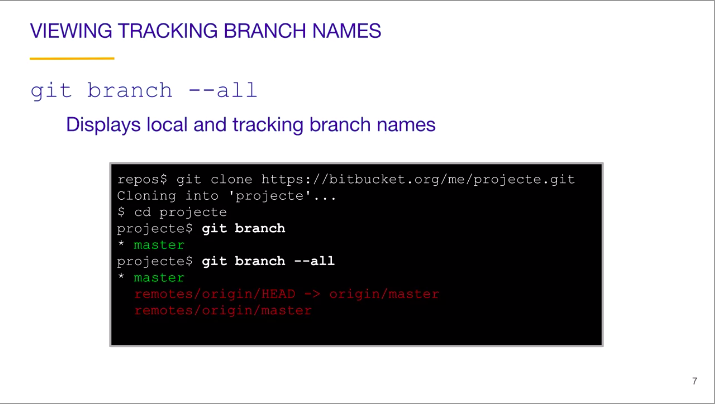 VIEWING TRACKING BRANCH NAMES
git branch --all
Displays local and tracking branch names
repos$ git clone https://bitbucket.org/me/projecte.git
Cloning into 'projecte'...
$ cd projecte
projecte$ git branch
* master
projecte$ git branch --all
* master
remotes/origin/HEAD -> origin/master
remotes/origin/master
7